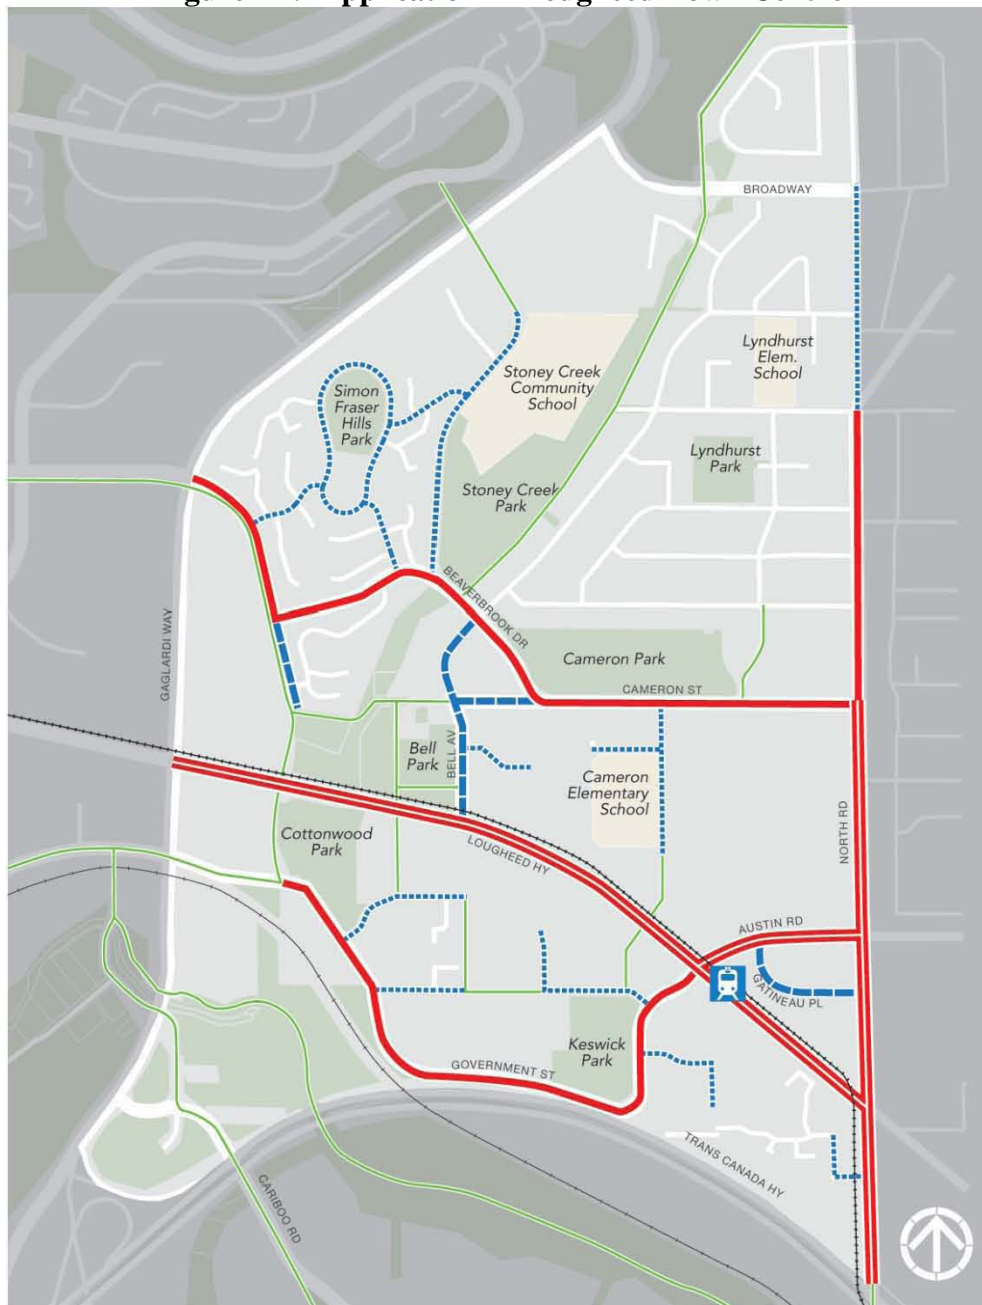 BROADWAY
Lyndhurst
Elem.
School
Stoney Creek
Community
School
Simon
Fraser
Hills
Park
Lyndhurst
Park
Stoney Creek
Park
BEAVERBROOK DR
GAGLARDI WAY
Cameron Park
CAMERON ST
Bell
Park
BELL AV
Cameron
Elementary
School
NORTH RD
Cottonwood
Park
LOUGHEED HY
AUSTIN RD
GATINEAU PL
Keswick
Park
GOVERNMENT ST
TRANS CANADA HY
CARIBOO RD